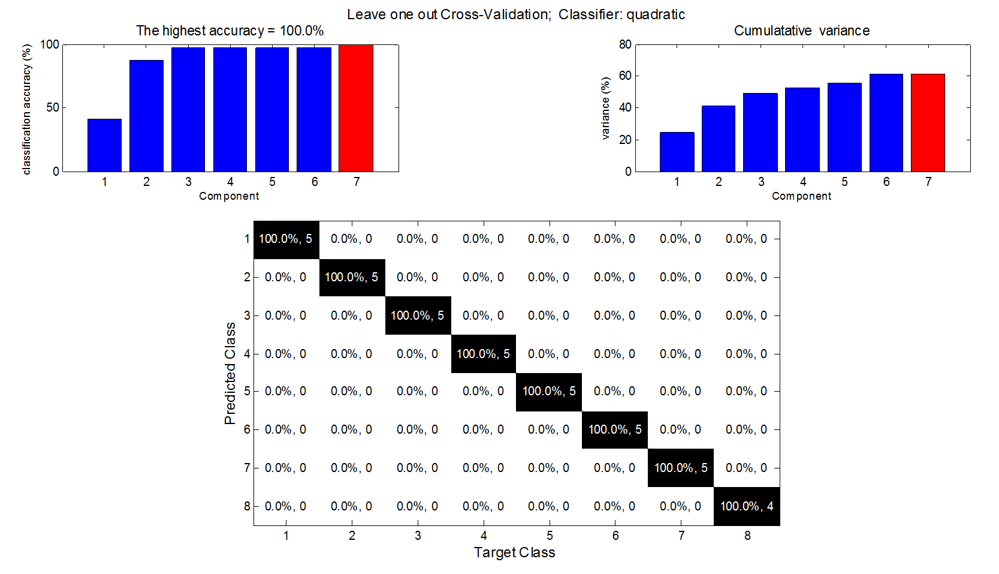 Leave one out Cross-Validation; Classifier: quadratic
The highest accuracy = 100.0%
classification accuracy (%)
100
50
0
1 2 3 4 5 6 7
Component
Cumulatative variance
variance (%)
80
60
40
20
0
1 2 3 4 5 6 7
Component
Predicted Class
1 100.0%, 5 0.0%, 0 0.0%, 0 0.0%, 0 0.0%, 0 0.0%, 0 0.0%, 0 0.0%, 0
2 0.0%, 0 100.0%, 5 0.0%, 0 0.0%, 0 0.0%, 0 0.0%, 0 0.0%, 0 0.0%, 0
3 0.0%, 0 0.0%, 0 100.0%, 5 0.0%, 0 0.0%, 0 0.0%, 0 0.0%, 0 0.0%, 0
4 0.0%, 0 0.0%, 0 0.0%, 0 100.0%, 5 0.0%, 0 0.0%, 0 0.0%, 0 0.0%, 0
5 0.0%, 0 0.0%, 0 0.0%, 0 0.0%, 0 100.0%, 5 0.0%, 0 0.0%, 0 0.0%, 0
6 0.0%, 0 0.0%, 0 0.0%, 0 0.0%, 0 0.0%, 0 100.0%, 5 0.0%, 0 0.0%, 0
7 0.0%, 0 0.0%, 0 0.0%, 0 0.0%, 0 0.0%, 0 0.0%, 0 100.0%, 5 0.0%, 0
8 0.0%, 0 0.0%, 0 0.0%, 0 0.0%, 0 0.0%, 0 0.0%, 0 0.0%, 0 100.0%, 4
1 2 3 4 5 6 7 8
Target Class